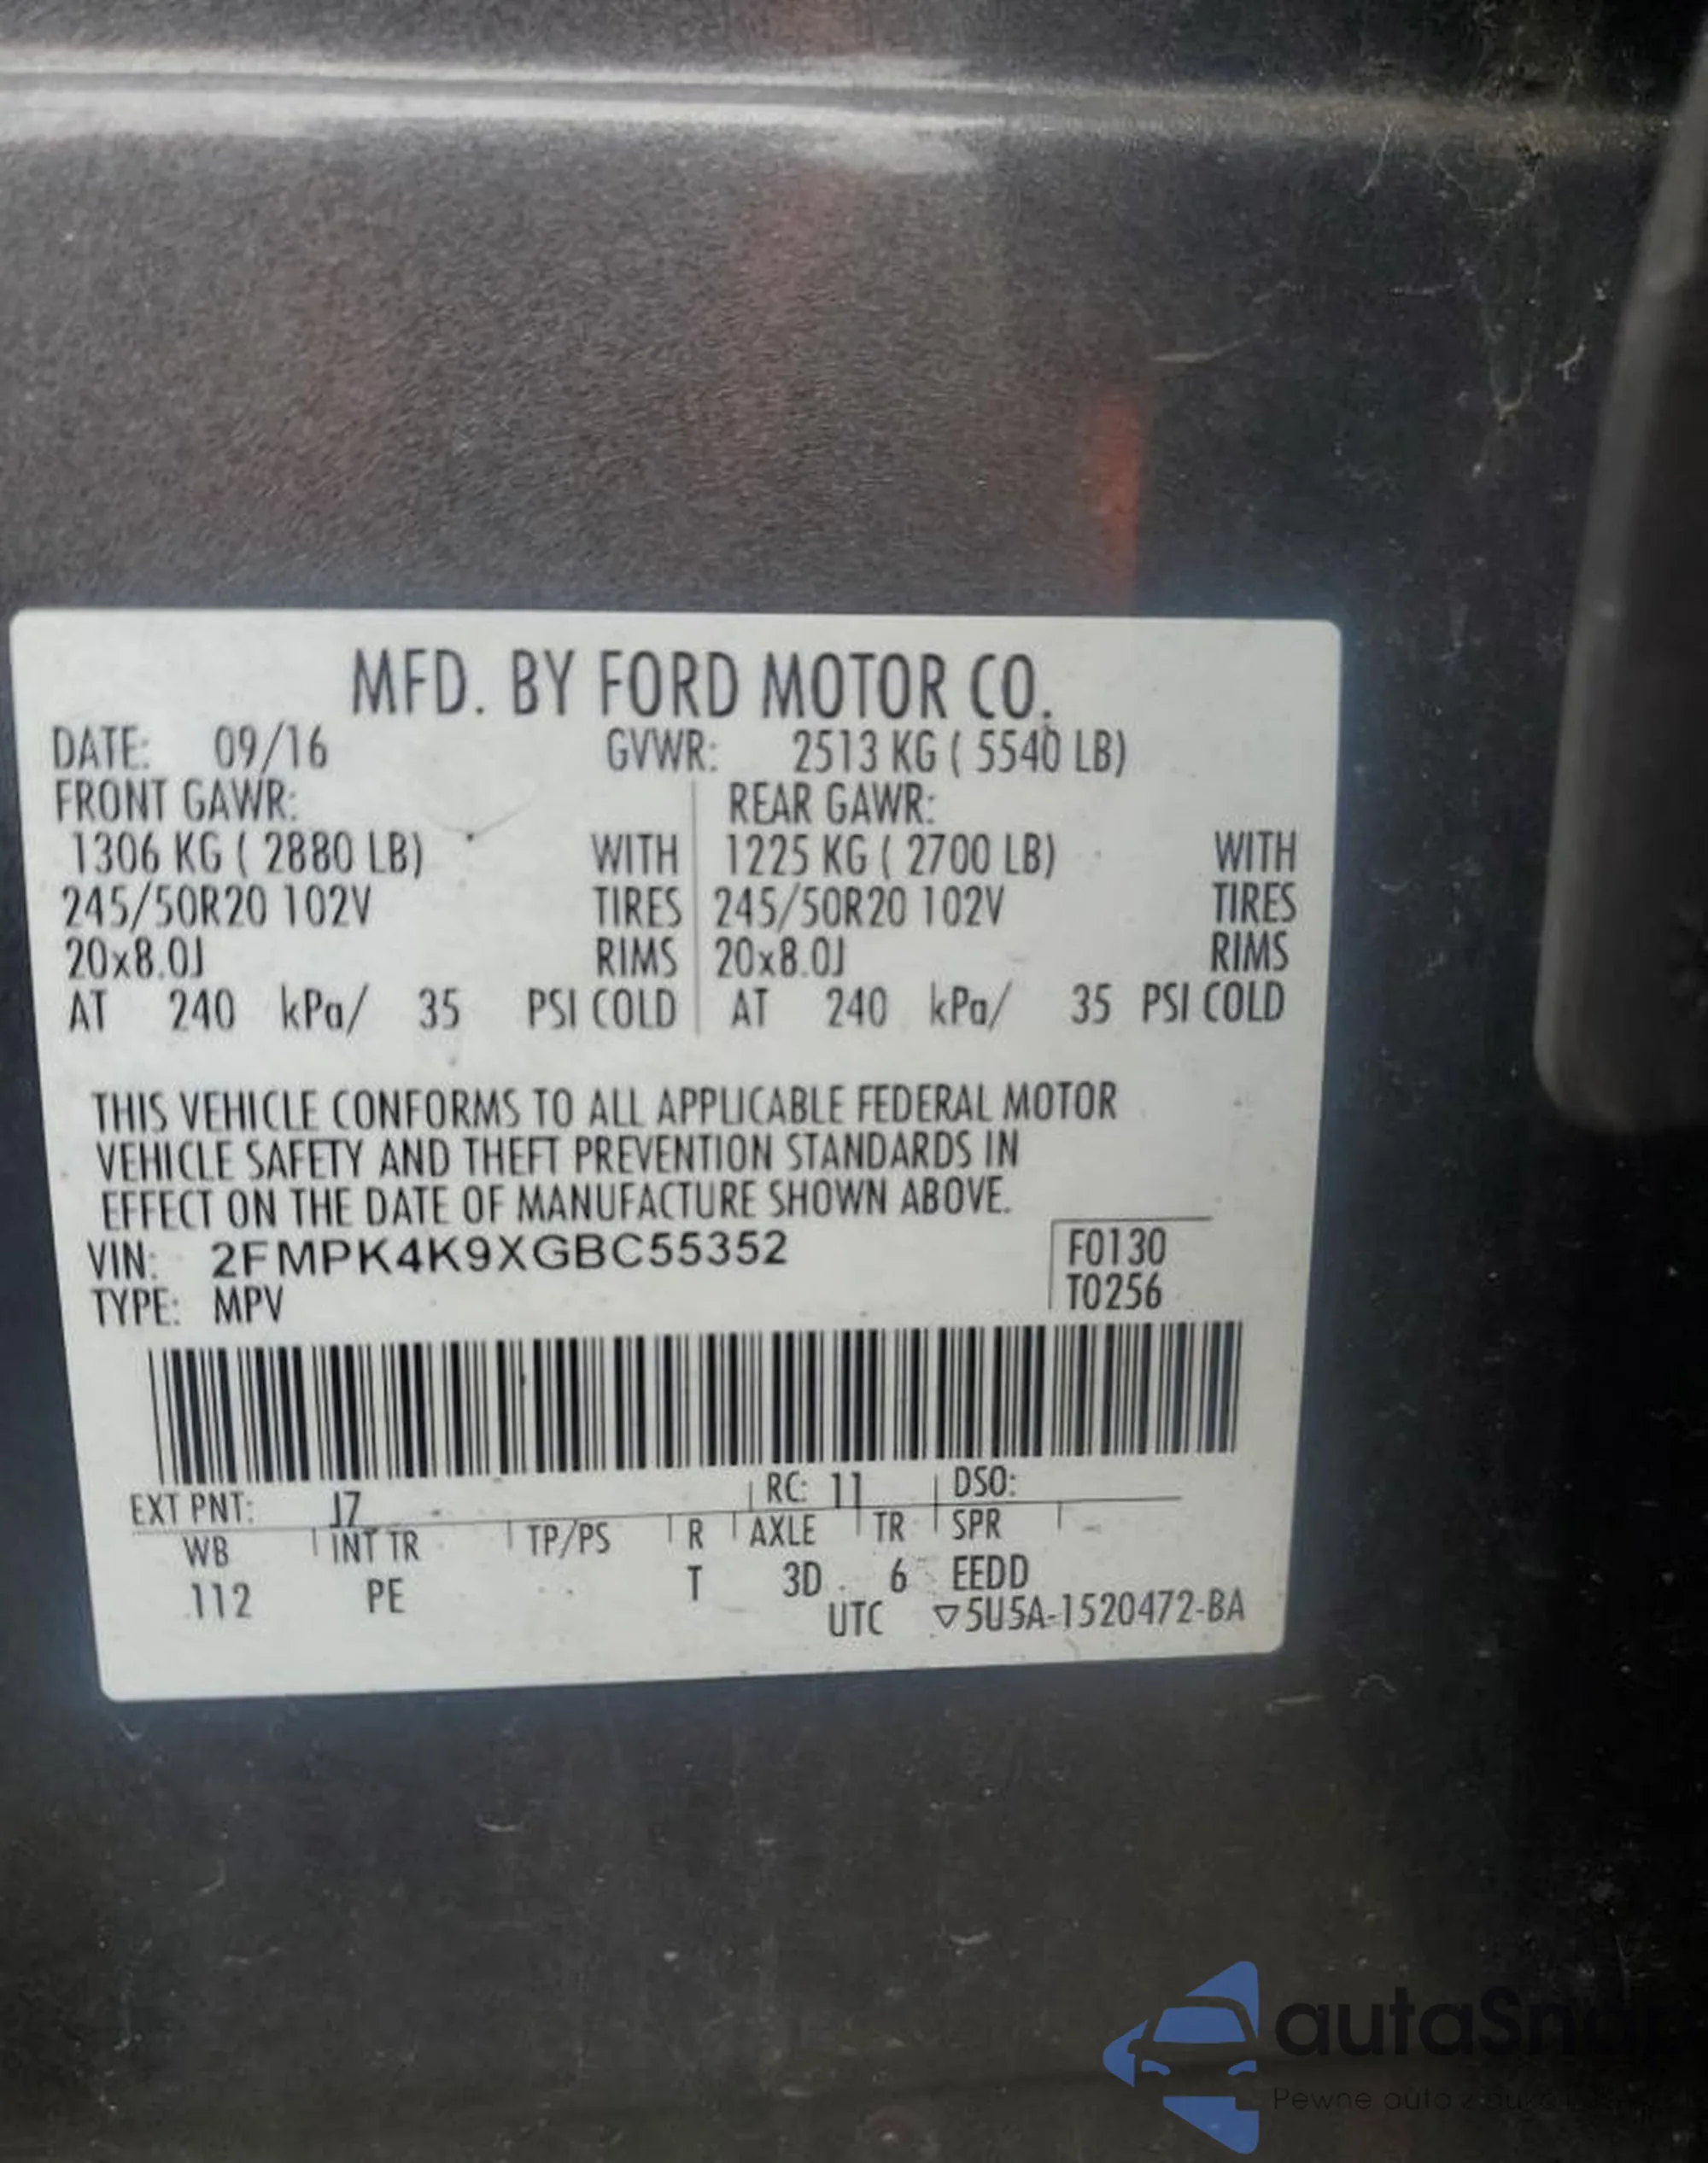 MFD. BY FORD MOTOR CO.
DATE: 09/16 GVWR: 2513 KG ( 5540 LB)
FRONT GAWR: REAR GAWR:
1306 KG ( 2880 LB) WITH 1225 KG ( 2700 LB) WITH
245/50R20 102V TIRES 245/50R20 102V TIRES
20x8.0J RIMS 20x8.0J RIMS
AT 240 kPa/ 35 PSI COLD AT 240 kPa/ 35 PSI COLD
THIS VEHICLE CONFORMS TO ALL APPLICABLE FEDERAL MOTOR
VEHICLE SAFETY AND THEFT PREVENTION STANDARDS IN
EFFECT ON THE DATE OF MANUFACTURE SHOWN ABOVE.
VIN: 2FMPK4K9XGBC55352 F0130
TYPE: MPV T0256
EXT PNT: J7 RC: 11 DSO:
WB INT TR TP/PS R AXLE TR SPR
112 PE T 3D 6 EEDD
UTC ▽5U5A-1520472-BA
Pewne auta z